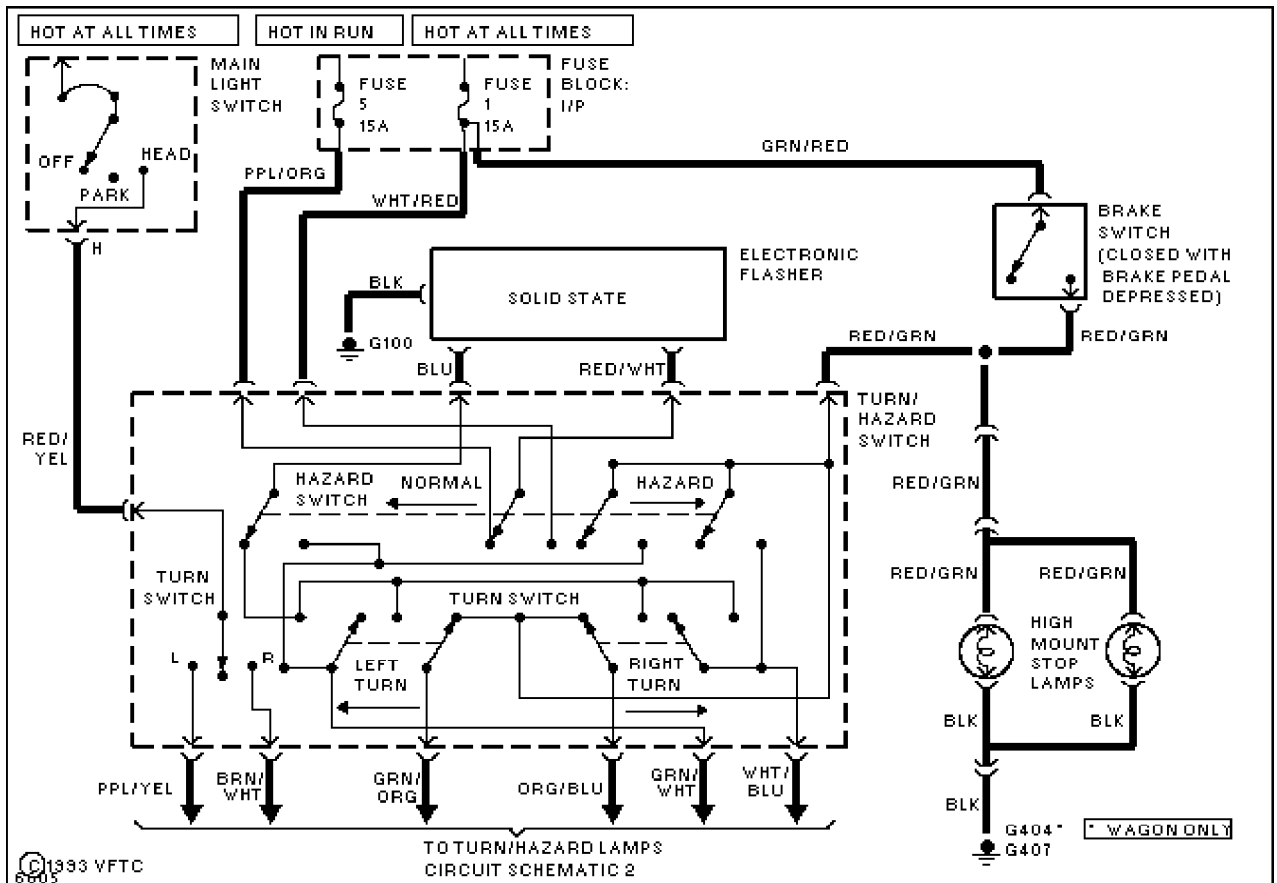 HOT AT ALL TIMES
HOT IN RUN
HOT AT ALL TIMES
MAIN
LIGHT
SWITCH
OFF
HEAD
PARK
H
FUSE
5
15A
FUSE
1
15A
FUSE
BLOCK:
I/P
PPL/ORG
WHT/RED
GRN/RED
BRAKE
SWITCH
(CLOSED WITH
BRAKE PEDAL
DEPRESSED)
ELECTRONIC
FLASHER
SOLID STATE
BLK
G100
BLU
RED/WHT
RED/GRN
RED/GRN
TURN/
HAZARD
SWITCH
RED/
YEL
HAZARD
SWITCH
NORMAL
HAZARD
RED/GRN
TURN
SWITCH
TURN SWITCH
RED/GRN
RED/GRN
L
R
LEFT
TURN
RIGHT
TURN
HIGH
MOUNT
STOP
LAMPS
BLK
BLK
PPL/YEL
BRN/
WHT
GRN/
ORG
ORG/BLU
GRN/
WHT
WHT/
BLU
BLK
G404*
G407
* WAGON ONLY
TO TURN/HAZARD LAMPS
CIRCUIT SCHEMATIC 2
©1993 VFTC